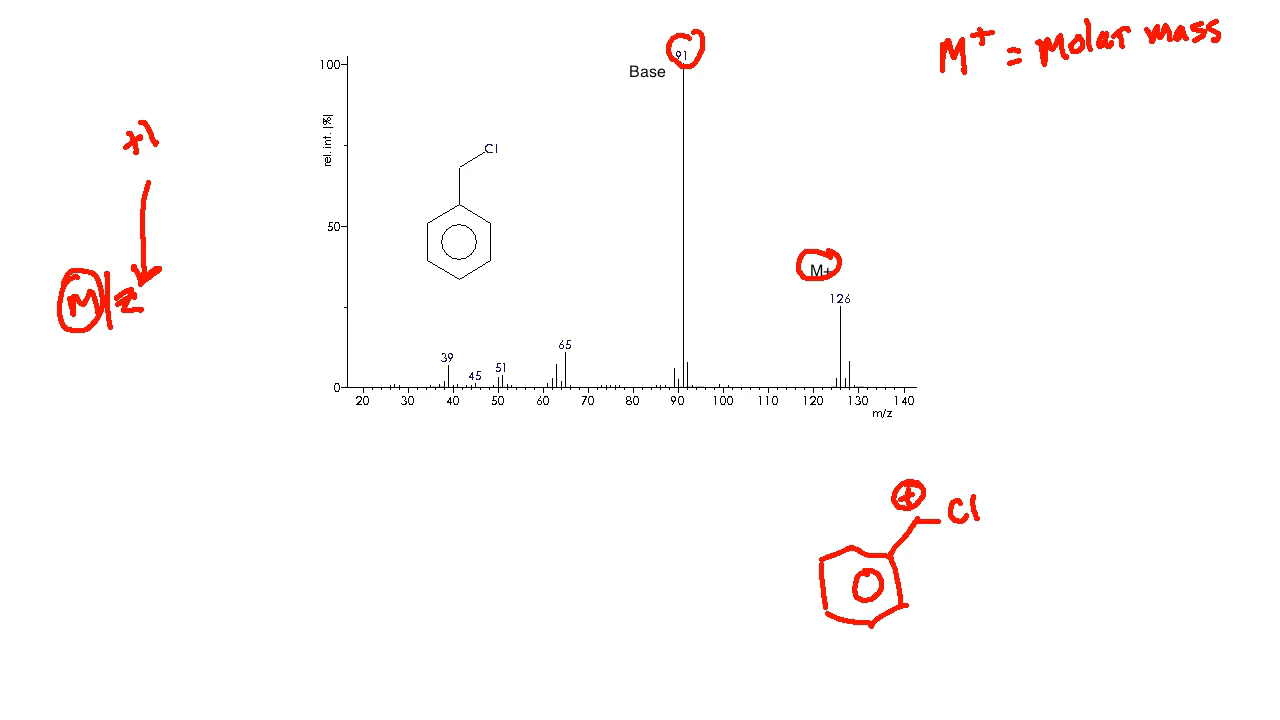 M+ = Molar mass
91
Base
100
rel. int. [%]
+1
Cl
50
M+
M/z
126
65
39
51
45
0
20 30 40 50 60 70 80 90 100 110 120 130 140
m/z
+
Cl